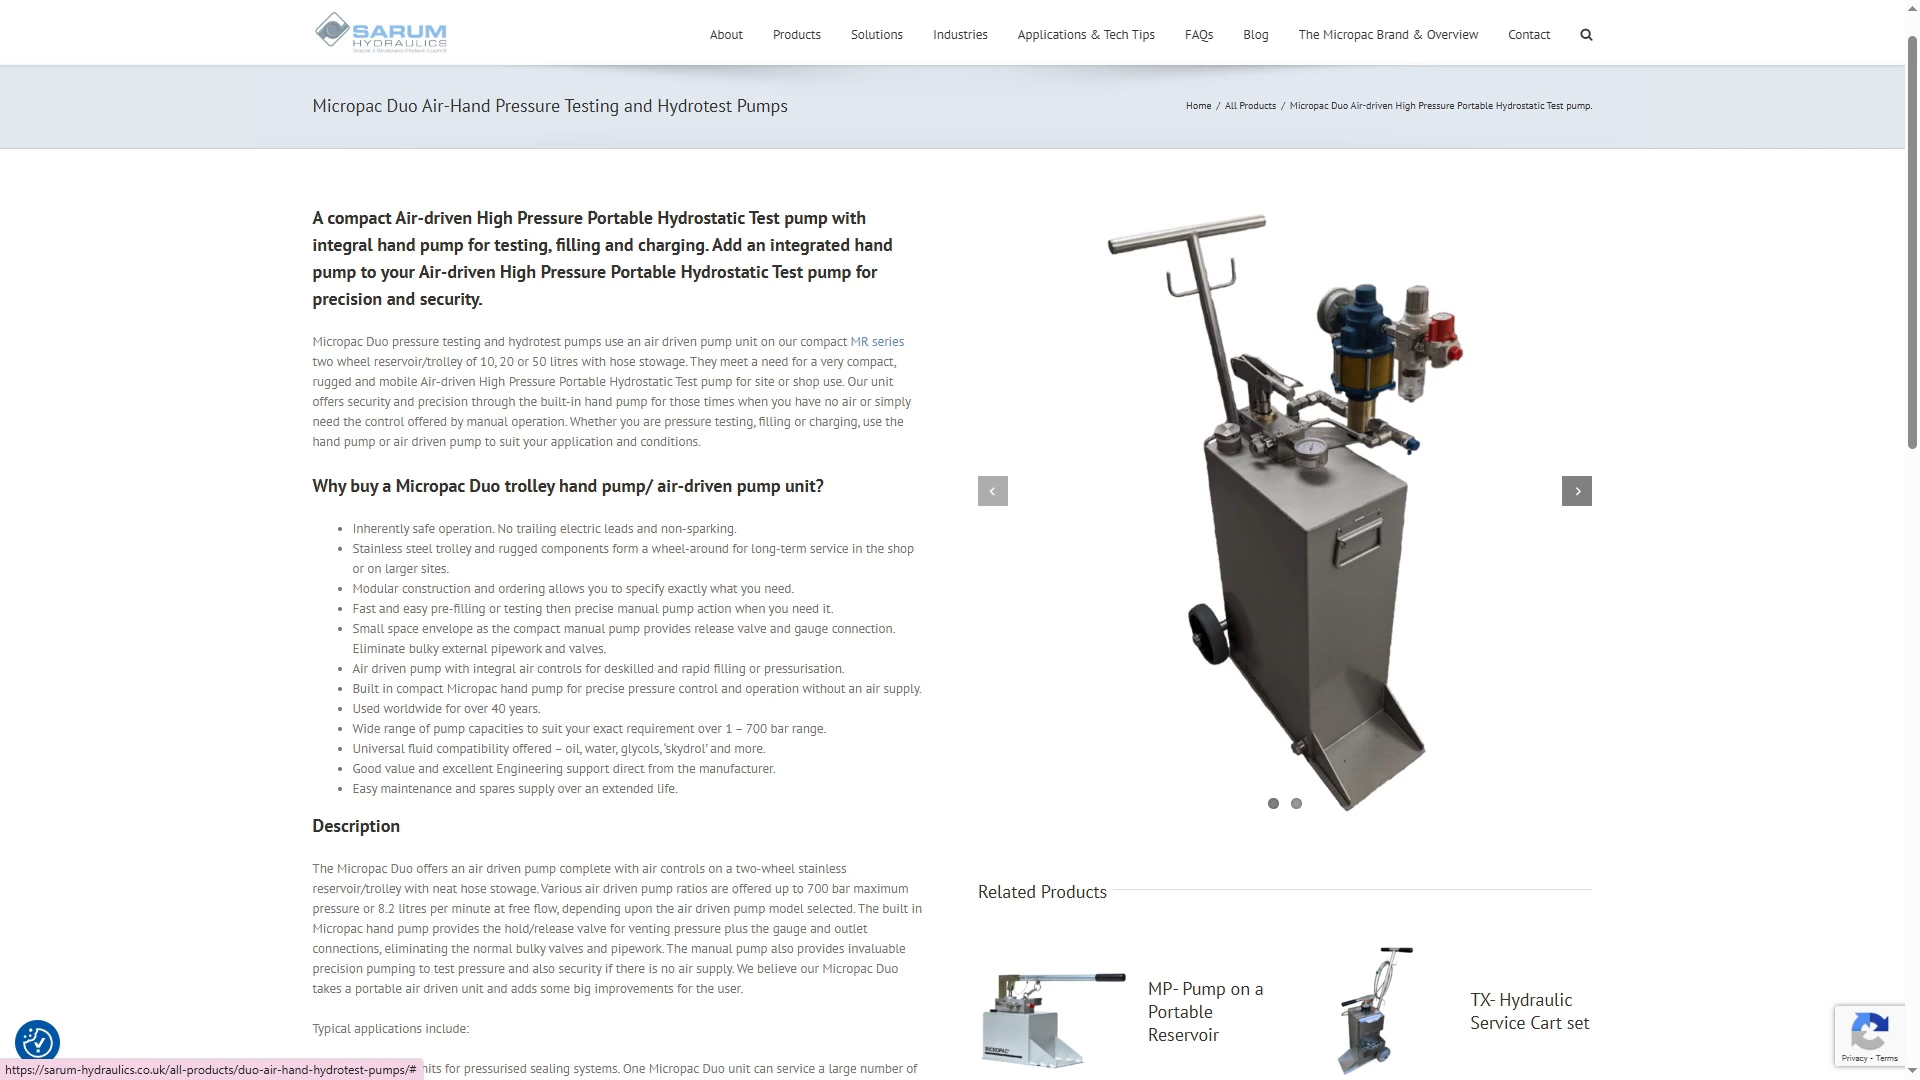 SARUM
HYDRAULICS
About
Products
Solutions
Industries
Applications & Tech Tips
FAQs
Blog
The Micropac Brand & Overview
Contact
Micropac Duo Air-Hand Pressure Testing and Hydrotest Pumps
Home / All Products / Micropac Duo Air-driven High Pressure Portable Hydrostatic Test pump.
A compact Air-driven High Pressure Portable Hydrostatic Test pump with
integral hand pump for testing, filling and charging. Add an integrated hand
pump to your Air-driven High Pressure Portable Hydrostatic Test pump for
precision and security.
Micropac Duo pressure testing and hydrotest pumps use an air driven pump unit on our compact MR series
two wheel reservoir/trolley of 10, 20 or 50 litres with hose stowage. They meet a need for a very compact,
rugged and mobile Air-driven High Pressure Portable Hydrostatic Test pump for site or shop use. Our unit
offers security and precision through the built-in hand pump for those times when you have no air or simply
need the control offered by manual operation. Whether you are pressure testing, filling or charging, use the
hand pump or air driven pump to suit your application and conditions.
Why buy a Micropac Duo trolley hand pump/ air-driven pump unit?
• Inherently safe operation. No trailing electric leads and non-sparking.
• Stainless steel trolley and rugged components form a wheel-around for long-term service in the shop
or on larger sites.
• Modular construction and ordering allows you to specify exactly what you need.
• Fast and easy pre-filling or testing then precise manual pump action when you need it.
• Small space envelope as the compact manual pump provides release valve and gauge connection.
Eliminate bulky external pipework and valves.
• Air driven pump with integral air controls for deskilled and rapid filling or pressurisation.
• Built in compact Micropac hand pump for precise pressure control and operation without an air supply.
• Used worldwide for over 40 years.
• Wide range of pump capacities to suit your exact requirement over 1 – 700 bar range.
• Universal fluid compatibility offered – oil, water, glycols, ‘skydrol’ and more.
• Good value and excellent Engineering support direct from the manufacturer.
• Easy maintenance and spares supply over an extended life.
Description
The Micropac Duo offers an air driven pump complete with air controls on a two-wheel stainless
reservoir/trolley with neat hose stowage. Various air driven pump ratios are offered up to 700 bar maximum
pressure or 8.2 litres per minute at free flow, depending upon the air driven pump model selected. The built in
Micropac hand pump provides the hold/release valve for venting pressure plus the gauge and outlet
connections, eliminating the normal bulky valves and pipework. The manual pump also provides invaluable
precision pumping to test pressure and also security if there is no air supply. We believe our Micropac Duo
takes a portable air driven unit and adds some big improvements for the user.
Typical applications include:
nits for pressurised sealing systems. One Micropac Duo unit can service a large number of
https://sarum-hydraulics.co.uk/all-products/duo-air-hand-hydrotest-pumps/#
Related Products
MICROPAC
MP- Pump on a
Portable
Reservoir
TX- Hydraulic
Service Cart set
Privacy - Terms